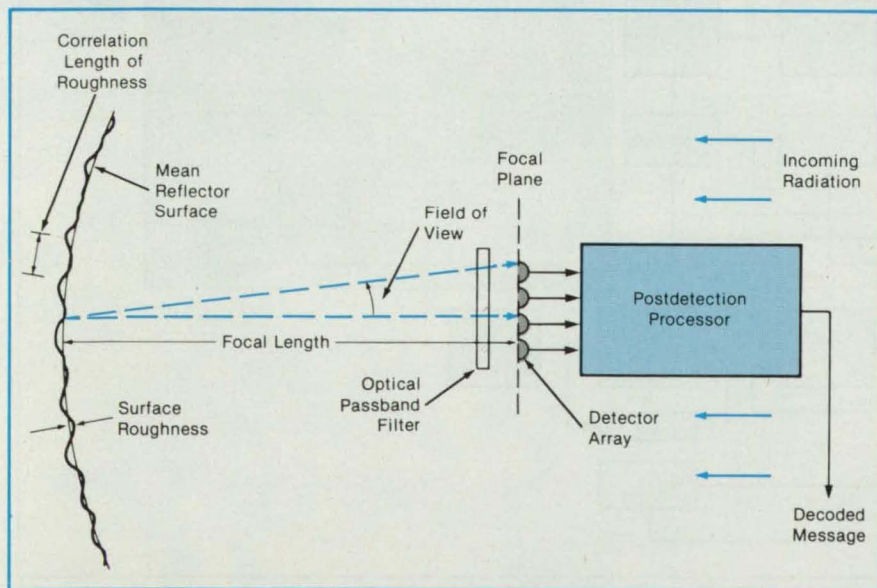 Correlation
Length of
Roughness
Mean
Reflector
Surface
Focal
Plane
Incoming
Radiation
Field of
View
Postdetection
Processor
Focal Length
Optical
Passband
Filter
Surface
Roughness
Detector
Array
Decoded
Message